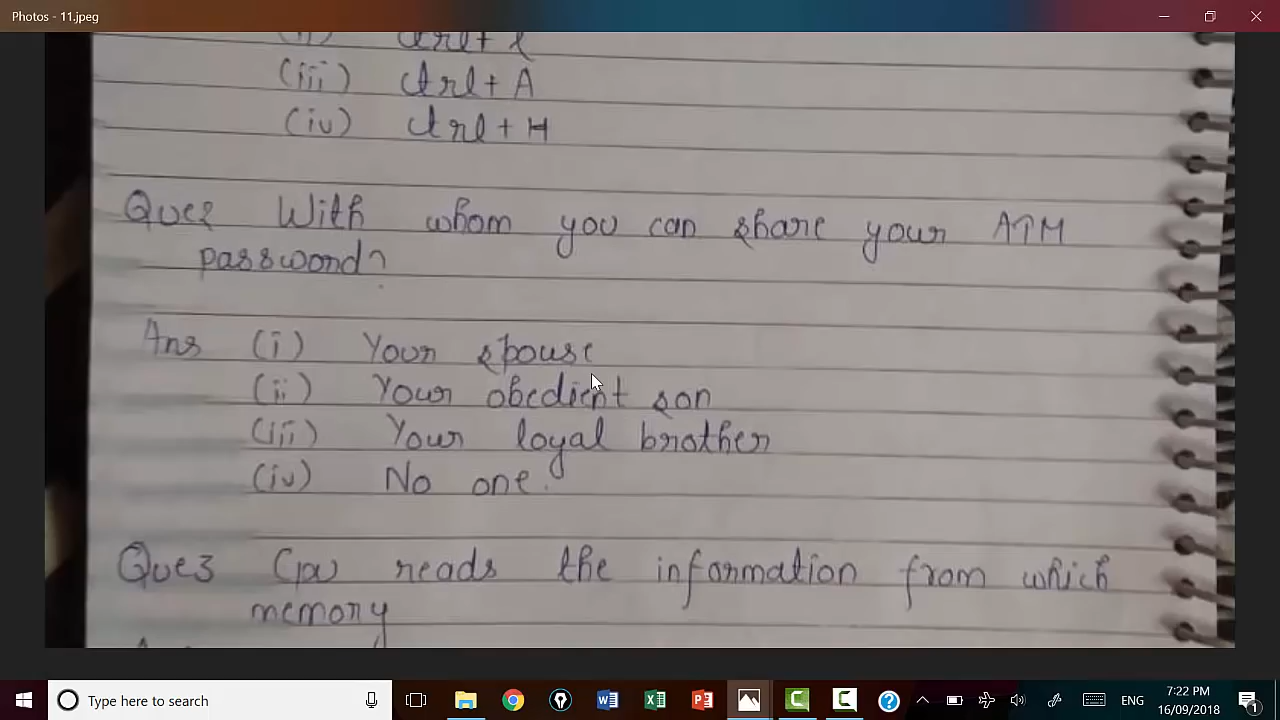 Photos - 11.jpeg
(iii) Ctrl+ A
(iv) Ctrl + H
Ques2 With whom you can share your ATM
password?
Ans (i) Your spouse
(ii) Your obedient son
(iii) Your loyal brother
(iv) No one.
Ques3 Cpu reads the information from which
memory
Type here to search
ENG
7:22 PM
16/09/2018